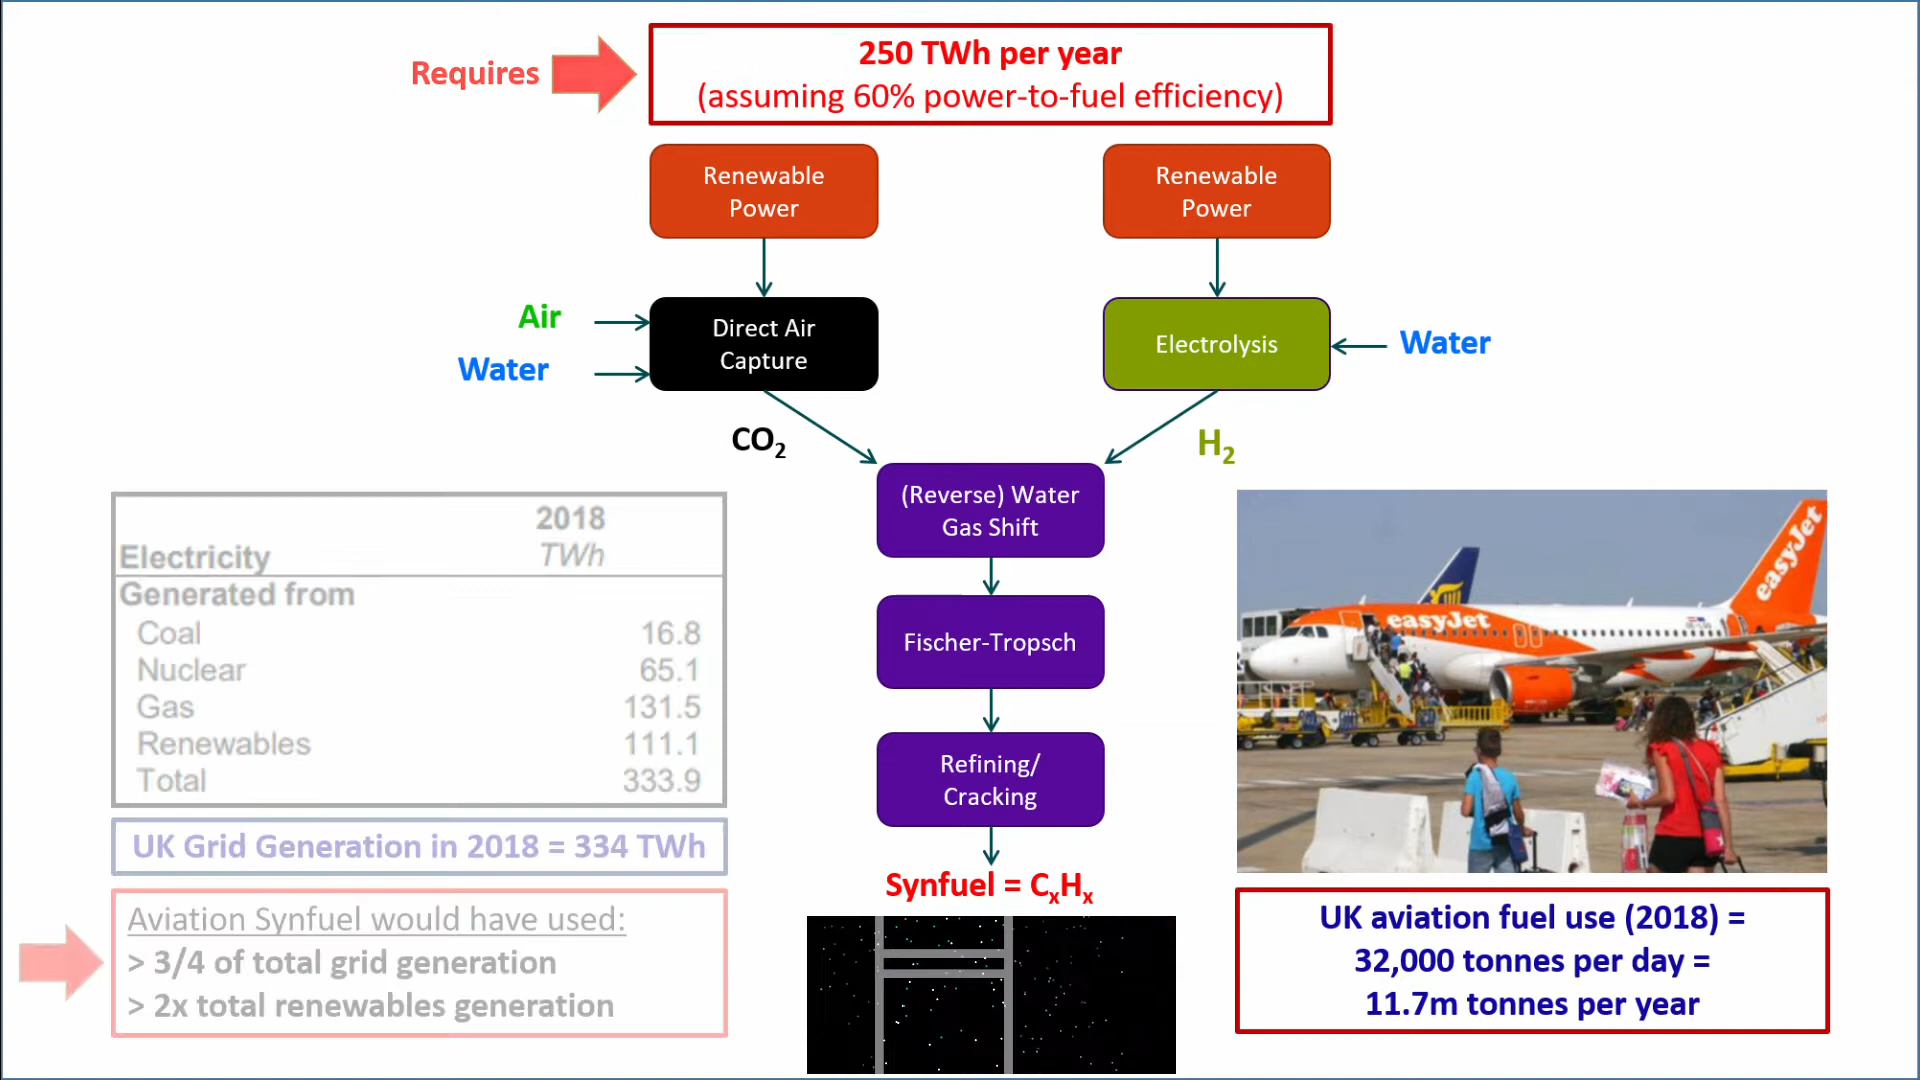 Requires
250 TWh per year
(assuming 60% power-to-fuel efficiency)
Renewable
Power
Renewable
Power
Air
Water
Direct Air
Capture
Electrolysis
Water
CO₂
H₂
(Reverse) Water
Gas Shift
Fischer-Tropsch
Refining/
Cracking
Synfuel = CₓHₓ
2018
Electricity TWh
Generated from
Coal 16.8
Nuclear 65.1
Gas 131.5
Renewables 111.1
Total 333.9
UK Grid Generation in 2018 = 334 TWh
Aviation Synfuel would have used:
> 3/4 of total grid generation
> 2x total renewables generation
easyJet
easyJet
UK aviation fuel use (2018) =
32,000 tonnes per day =
11.7m tonnes per year